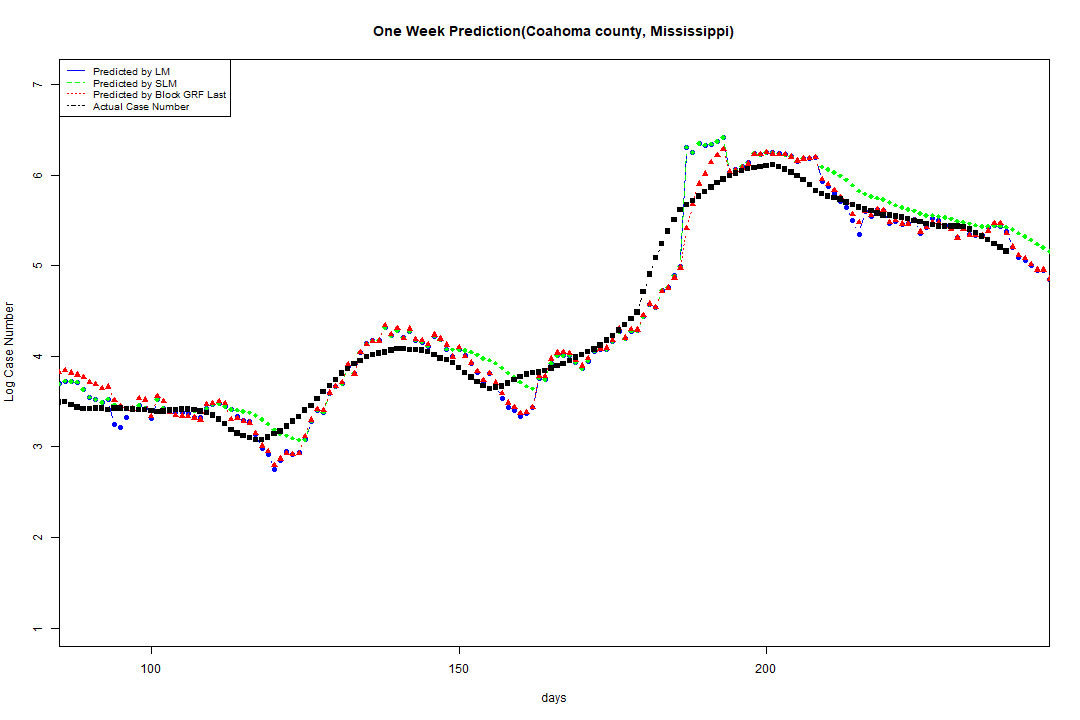 One Week Prediction(Coahoma county, Mississippi)
Predicted by LM
Predicted by SLM
Predicted by Block GRF Last
Actual Case Number
7
6
5
4
3
2
1
Log Case Number
100 150 200
days